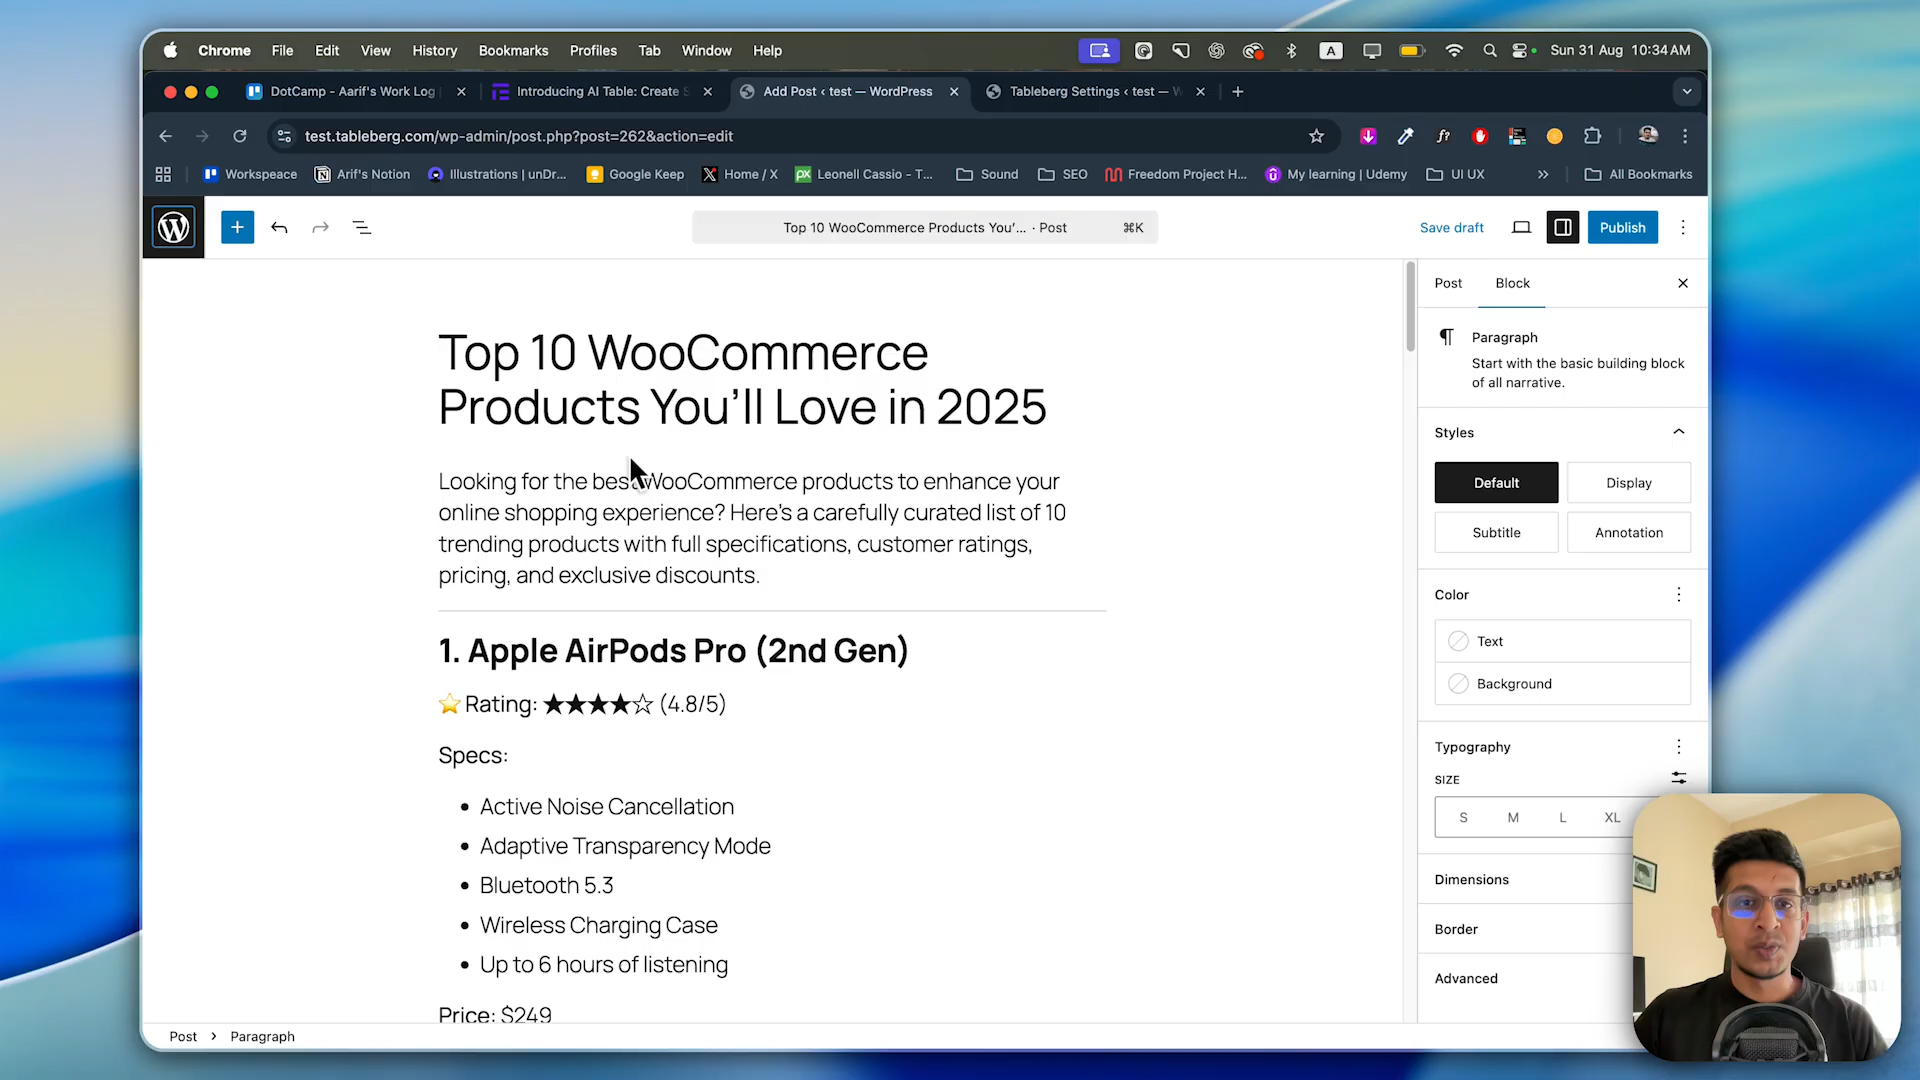 Chrome File Edit View History Bookmarks Profiles Tab Window Help A Sun 31 Aug 10:34 AM
DotCamp - Aarif's Work Log Introducing AI Table: Create S Add Post ‹ test — WordPress Tableberg Settings ‹ test — W
test.tableberg.com/wp-admin/post.php?post=262&action=edit f?
Workspeace Arif's Notion Illustrations | unDr... Google Keep Home / X px Leonell Cassio - T... Sound SEO Freedom Project H... My learning | Udemy UI UX » All Bookmarks
Top 10 WooCommerce Products You'... · Post ⌘K Save draft Publish
Post Block
Top 10 WooCommerce
Products You'll Love in 2025
Looking for the best WooCommerce products to enhance your
online shopping experience? Here's a carefully curated list of 10
trending products with full specifications, customer ratings,
pricing, and exclusive discounts.
1. Apple AirPods Pro (2nd Gen)
⭐ Rating: ★★★★☆ (4.8/5)
Specs:
• Active Noise Cancellation
• Adaptive Transparency Mode
• Bluetooth 5.3
• Wireless Charging Case
• Up to 6 hours of listening
Price: $249
Paragraph
Start with the basic building block
of all narrative.
Styles
Default Display
Subtitle Annotation
Color
Text
Background
Typography
SIZE
S M L XL
Dimensions
Border
Advanced
Post › Paragraph